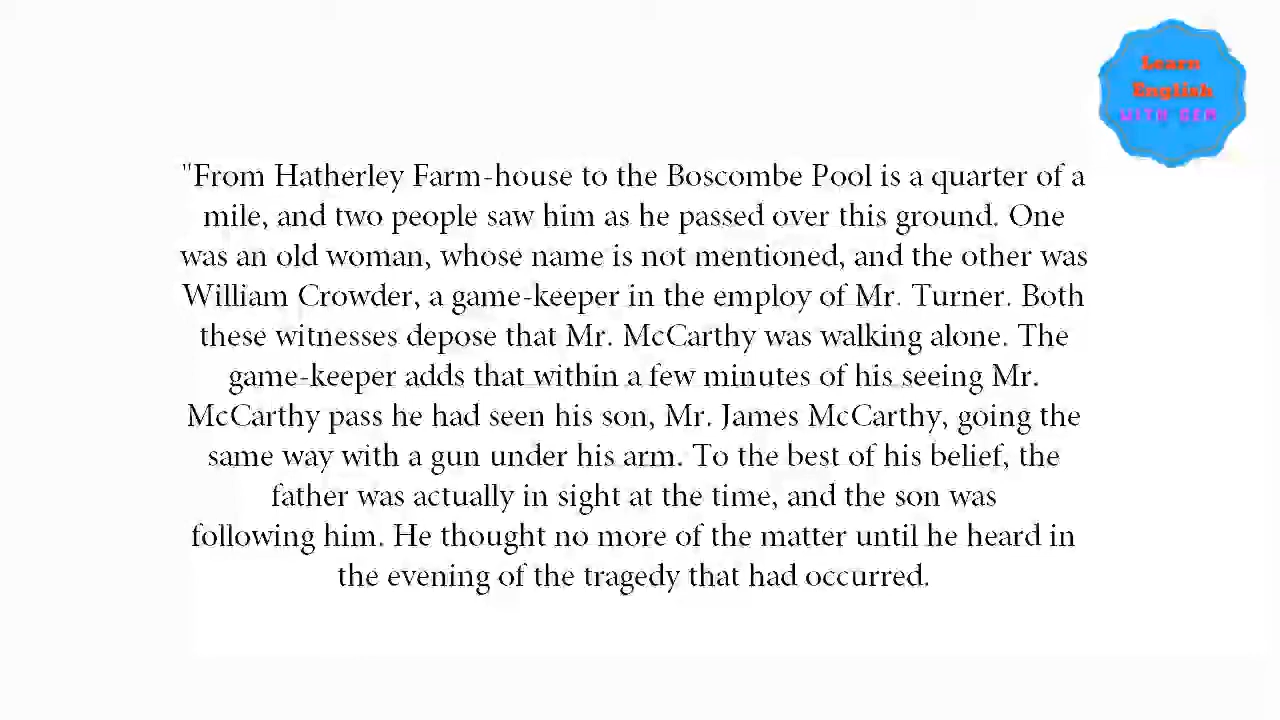 Learn
English
WITH GEM
"From Hatherley Farm-house to the Boscombe Pool is a quarter of a
mile, and two people saw him as he passed over this ground. One
was an old woman, whose name is not mentioned, and the other was
William Crowder, a game-keeper in the employ of Mr. Turner. Both
these witnesses depose that Mr. McCarthy was walking alone. The
game-keeper adds that within a few minutes of his seeing Mr.
McCarthy pass he had seen his son, Mr. James McCarthy, going the
same way with a gun under his arm. To the best of his belief, the
father was actually in sight at the time, and the son was
following him. He thought no more of the matter until he heard in
the evening of the tragedy that had occurred.